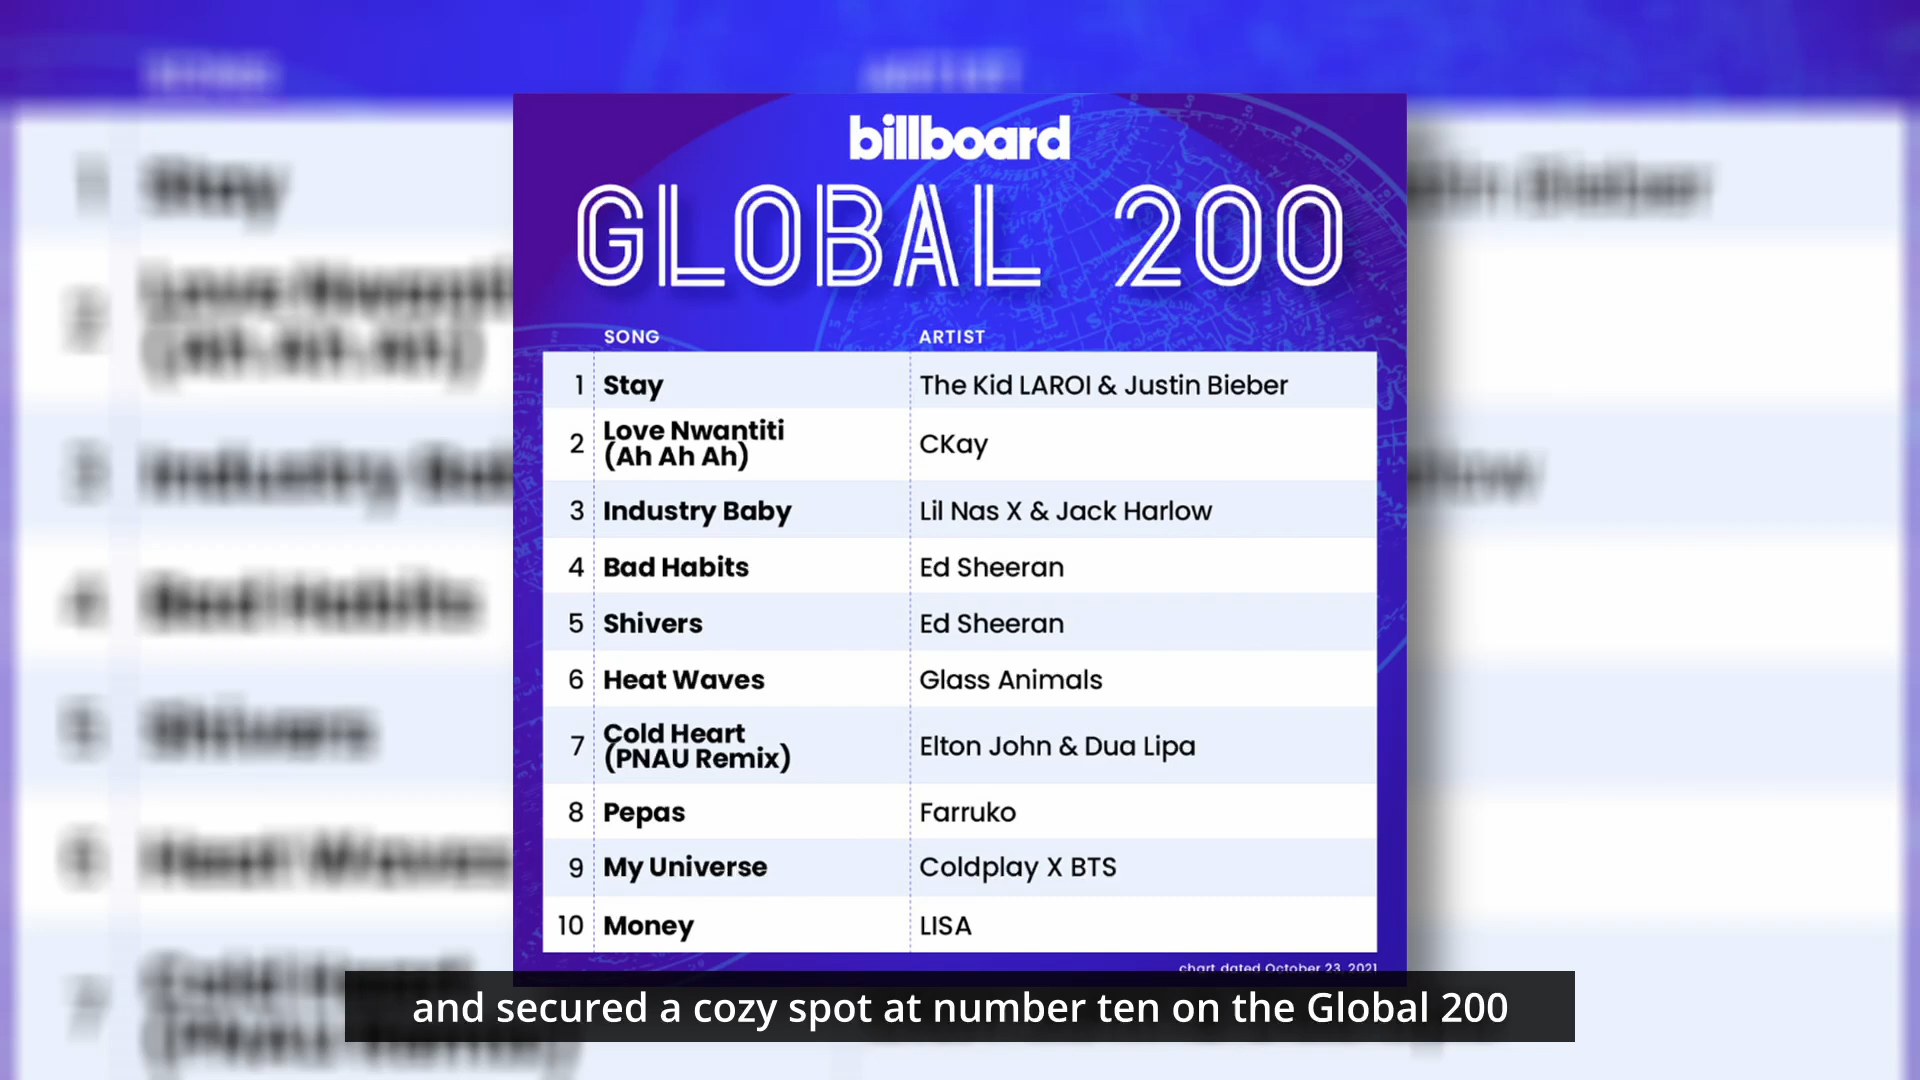 billboard
GLOBAL 200
SONG ARTIST
1 Stay The Kid LAROI & Justin Bieber
2 Love Nwantiti (Ah Ah Ah) CKay
3 Industry Baby Lil Nas X & Jack Harlow
4 Bad Habits Ed Sheeran
5 Shivers Ed Sheeran
6 Heat Waves Glass Animals
7 Cold Heart (PNAU Remix) Elton John & Dua Lipa
8 Pepas Farruko
9 My Universe Coldplay X BTS
10 Money LISA
chart dated October 23, 2021
and secured a cozy spot at number ten on the Global 200